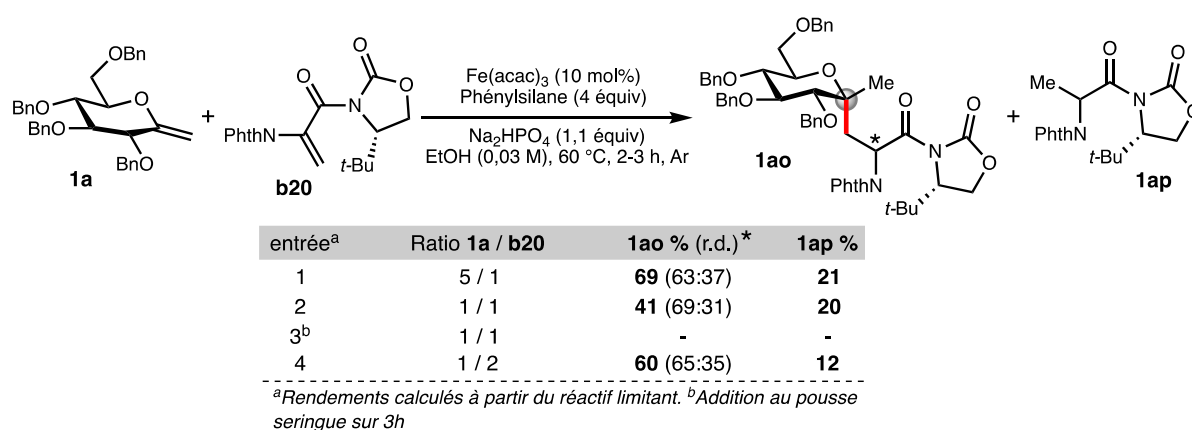 OBn
O
BnO
BnO
OBn
1a
+
O
O
N
O
PhthN
t-Bu
b20
Fe(acac)3 (10 mol%)
Phénylsilane (4 équiv)
Na2HPO4 (1,1 équiv)
EtOH (0,03 M), 60 °C, 2-3 h, Ar
OBn
O
Me
BnO
BnO
BnO
*
O
O
N
O
PhthN
t-Bu
1ao
+
O
O
Me
N
O
PhthN
t-Bu
1ap
entréeᵃ Ratio 1a / b20 1ao % (r.d.)* 1ap %
1 5 / 1 69 (63:37) 21
2 1 / 1 41 (69:31) 20
3ᵇ 1 / 1 - -
4 1 / 2 60 (65:35) 12
ᵃRendements calculés à partir du réactif limitant. ᵇAddition au pousse
seringue sur 3h